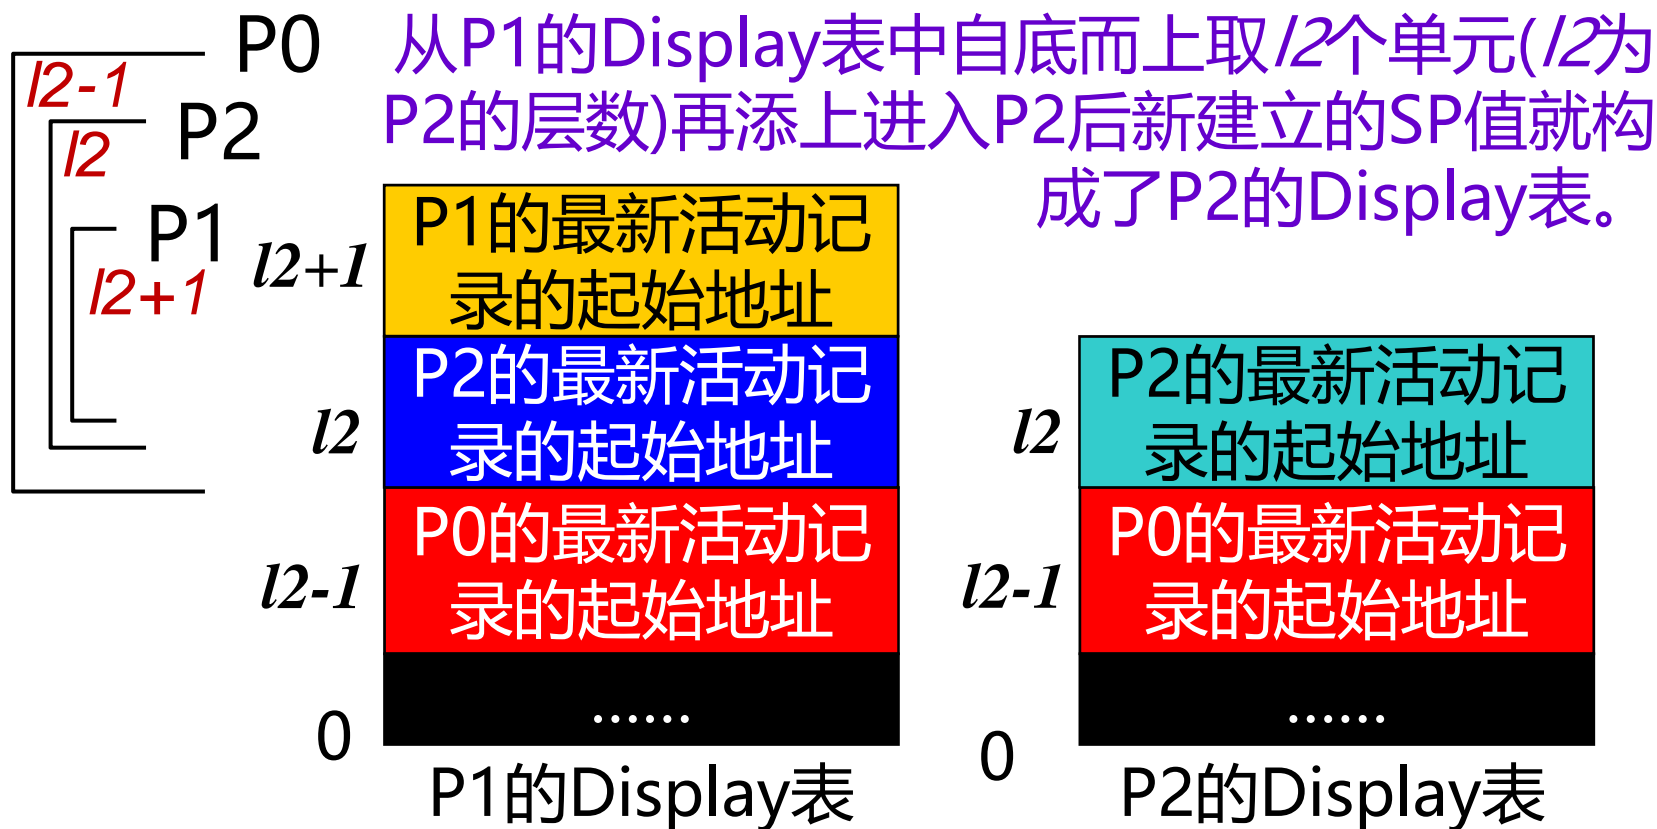 P0
从P1的Display表中自底而上取l2个单元(l2为
l2-1
P2的层数)再添上进入P2后新建立的SP值就构
P2
l2
成了P2的Display表。
P1
l2+1
l2+1
P1的最新活动记
录的起始地址
l2
P2的最新活动记
录的起始地址
l2-1
P0的最新活动记
录的起始地址
0
......
P1的Display表
l2
P2的最新活动记
录的起始地址
l2-1
P0的最新活动记
录的起始地址
0
......
P2的Display表